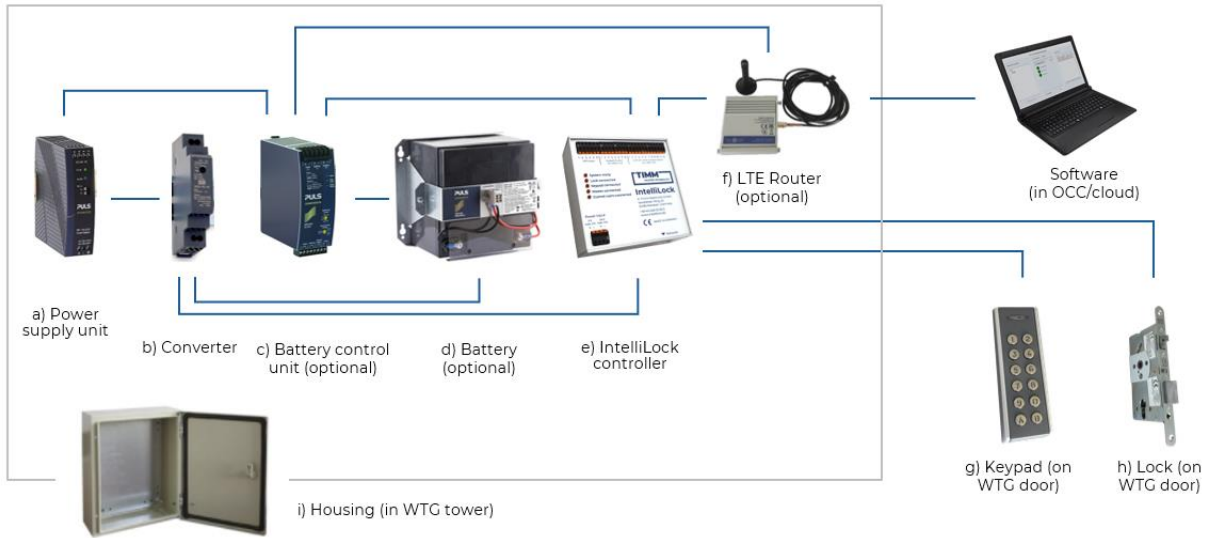 PULS
PULS
TIMM
IntelliLock
f) LTE Router
(optional)
Software
(in OCC/cloud)
a) Power
supply unit
b) Converter
c) Battery control
unit (optional)
d) Battery
(optional)
e) IntelliLock
controller
g) Keypad (on
WTG door)
h) Lock (on
WTG door)
i) Housing (in WTG tower)